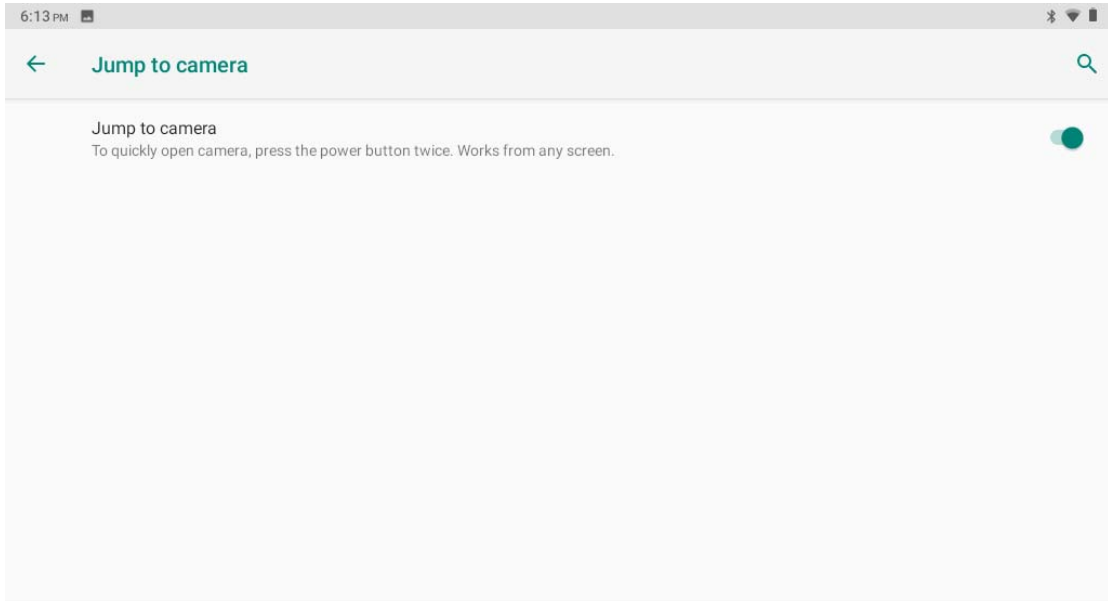 6:13 PM
Jump to camera
Jump to camera
To quickly open camera, press the power button twice. Works from any screen.